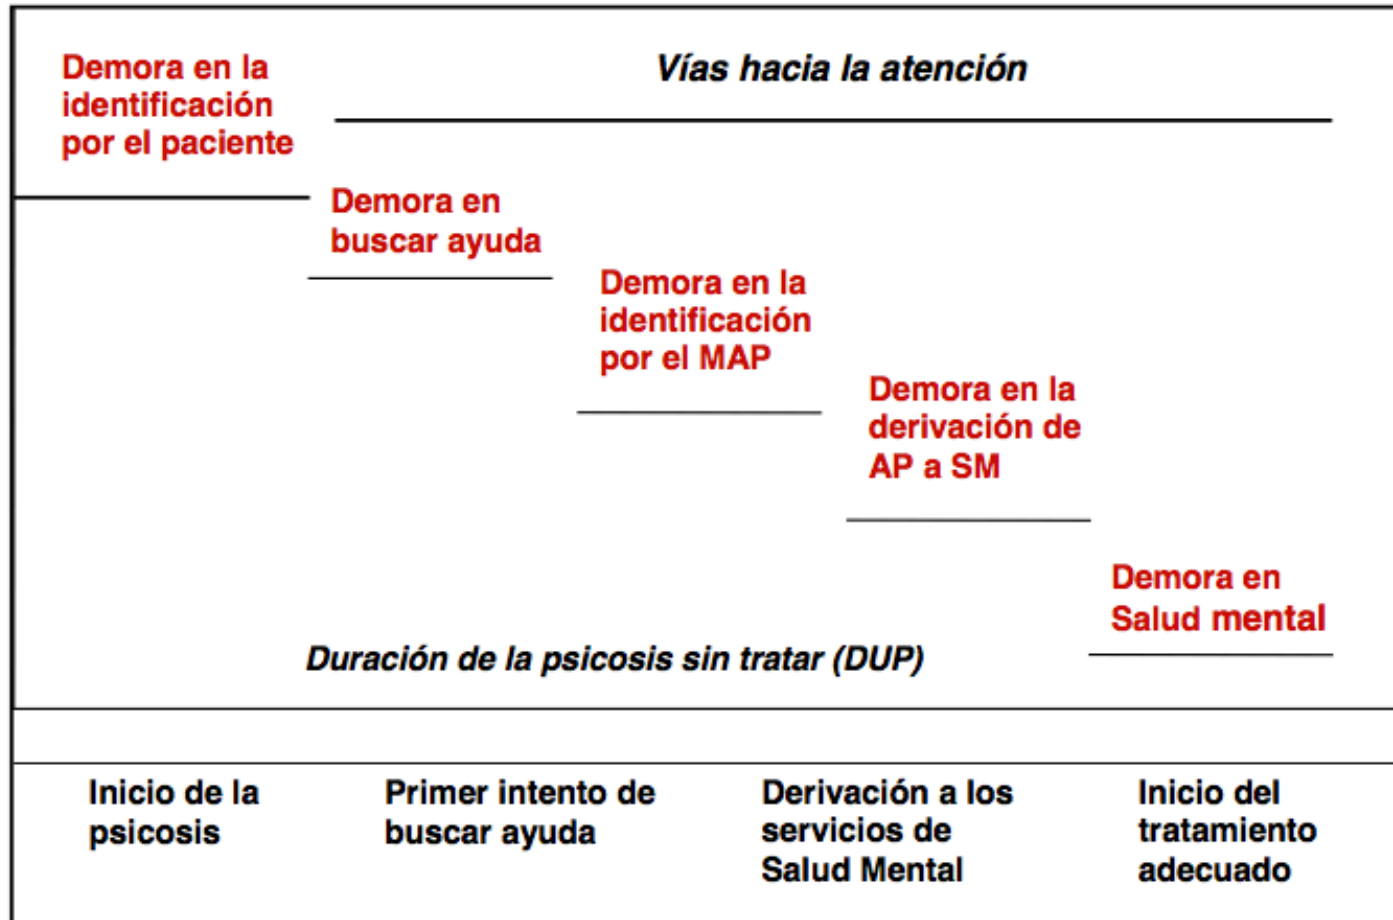 Demora en la
identificación
por el paciente
Vías hacia la atención
Demora en
buscar ayuda
Demora en la
identificación
por el MAP
Demora en la
derivación de
AP a SM
Demora en
Salud mental
Duración de la psicosis sin tratar (DUP)
Inicio de la
psicosis
Primer intento de
buscar ayuda
Derivación a los
servicios de
Salud Mental
Inicio del
tratamiento
adecuado